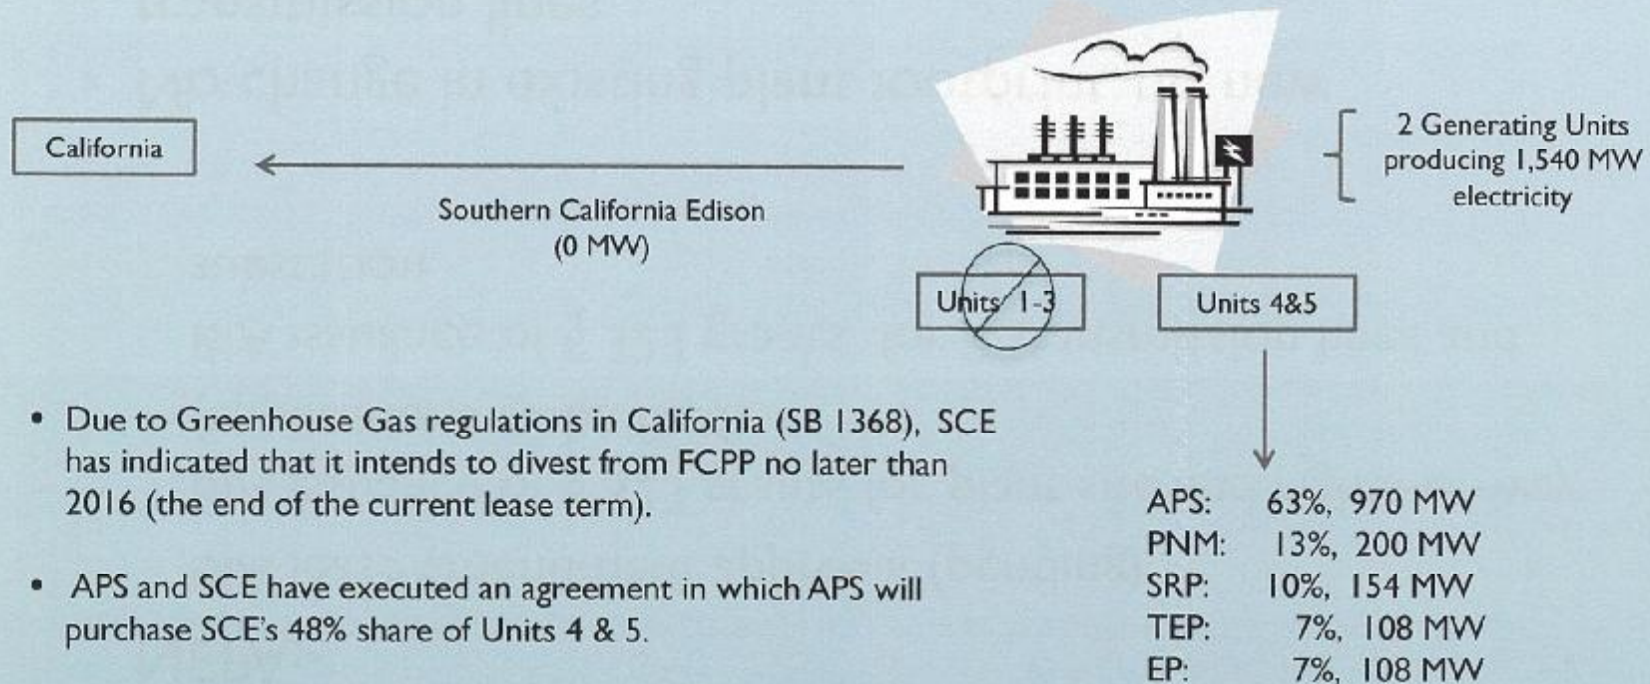 California
Southern California Edison
(0 MW)
2 Generating Units
producing 1,540 MW
electricity
Units 1-3
Units 4&5
• Due to Greenhouse Gas regulations in California (SB 1368), SCE
has indicated that it intends to divest from FCPP no later than
2016 (the end of the current lease term).
• APS and SCE have executed an agreement in which APS will
purchase SCE's 48% share of Units 4 & 5.
APS: 63%, 970 MW
PNM: 13%, 200 MW
SRP: 10%, 154 MW
TEP: 7%, 108 MW
EP: 7%, 108 MW